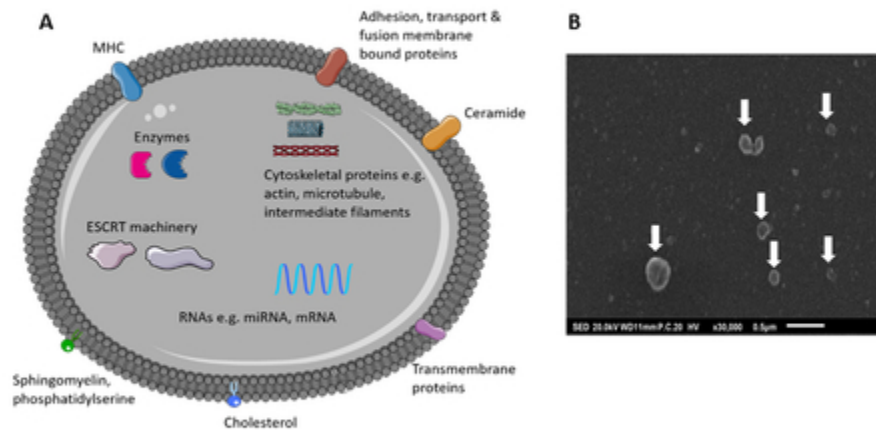 A
MHC
Adhesion, transport &
fusion membrane
bound proteins
Ceramide
Enzymes
Cytoskeletal proteins e.g.
actin, microtubule,
intermediate filaments
ESCRT machinery
RNAs e.g. miRNA, mRNA
Transmembrane
proteins
Sphingomyelin,
phosphatidylserine
Cholesterol
B
SED 20.0kV WD11mm P.C.20 HV x30,000 0.5µm